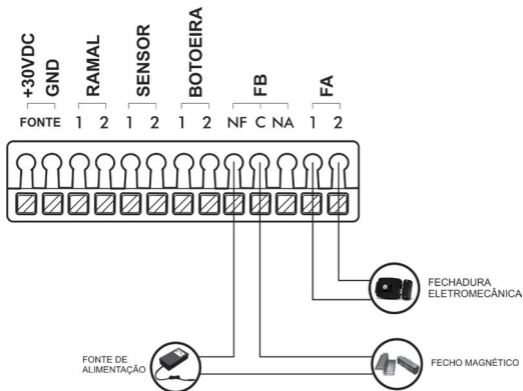 +30VDC
GND
RAMAL
SENSOR
BOTOEIRA
FB
FA
FONTE 1 2 1 2 1 2 NF C NA 1 2
FECHADURA
ELETROMECÂNICA
FONTE DE
ALIMENTAÇÃO
FECHO MAGNÉTICO